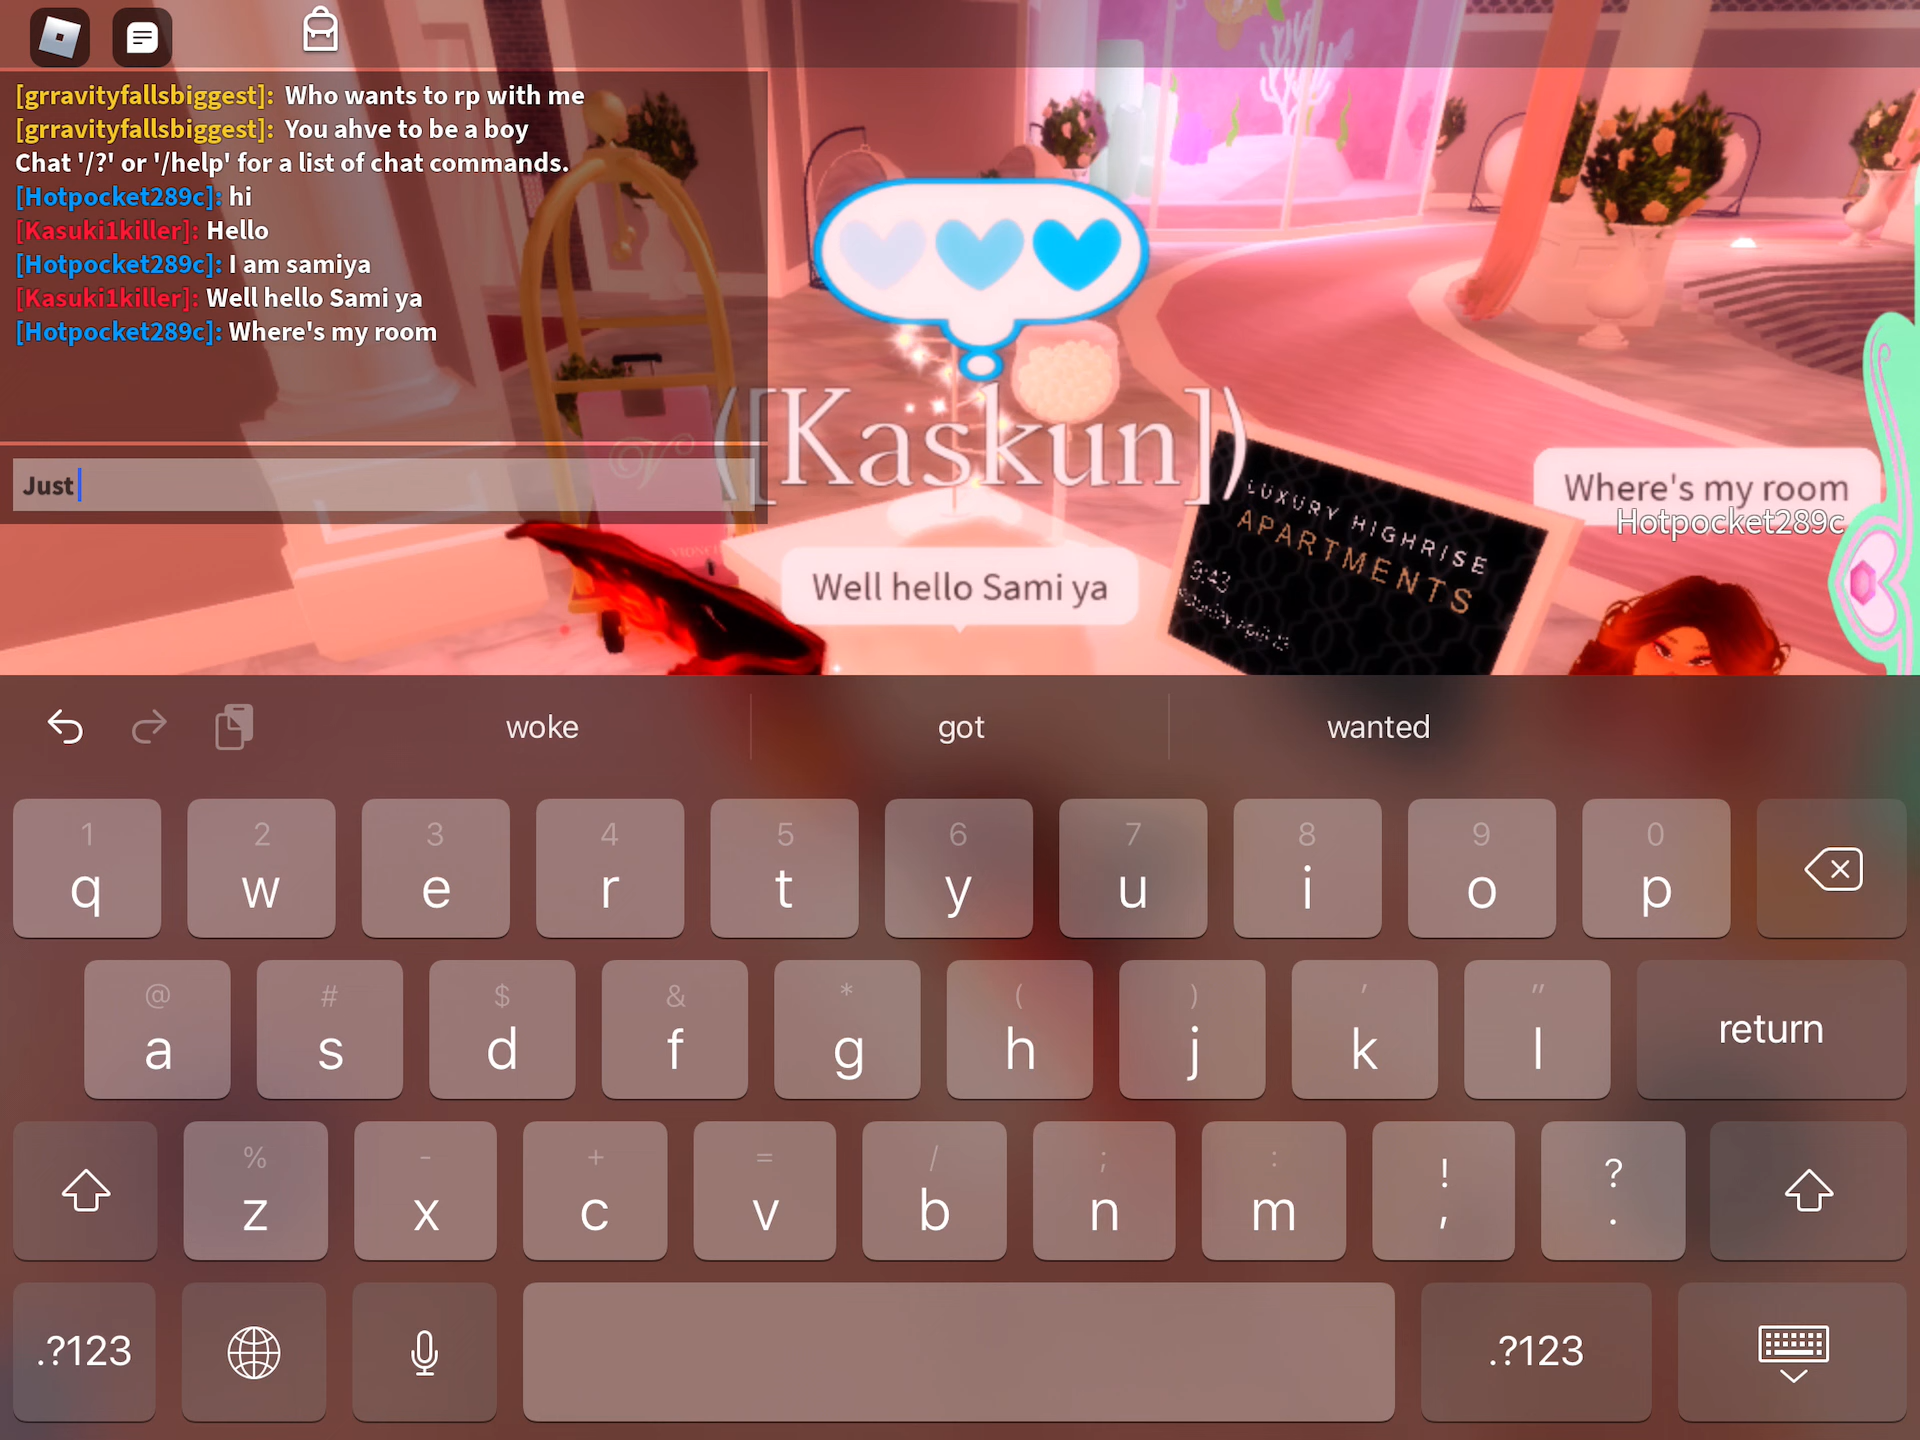 [grravityfallsbiggest]: Who wants to rp with me
[grravityfallsbiggest]: You ahve to be a boy
Chat '/?' or '/help' for a list of chat commands.
[Hotpocket289c]: hi
[Kasuki1killer]: Hello
[Hotpocket289c]: I am samiya
[Kasuki1killer]: Well hello Sami ya
[Hotpocket289c]: Where's my room
Just
([Kaskun])
Well hello Sami ya
LUXURY HIGHRISE
APARTMENTS
9:43
Where's my room
Hotpocket289c
woke got wanted
1 2 3 4 5 6 7 8 9 0
q w e r t y u i o p
@ # $ & * ( ) ' "
a s d f g h j k l return
% - + = / ; : ! ?
z x c v b n m , .
.?123 .?123